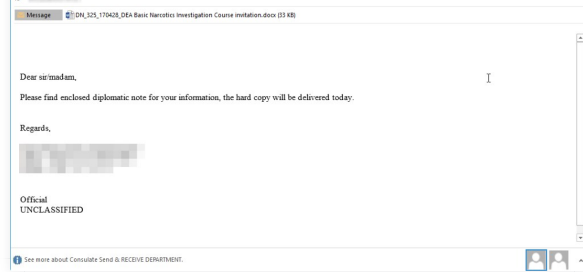 Message DN_325_170428_DEA Basic Narcotics Investigation Course invitation.docx (33 KB)
Dear sir/madam,
Please find enclosed diplomatic note for your information, the hard copy will be delivered today.
Regards,
Official
UNCLASSIFIED
See more about Consulate Send & RECEIVE DEPARTMENT.